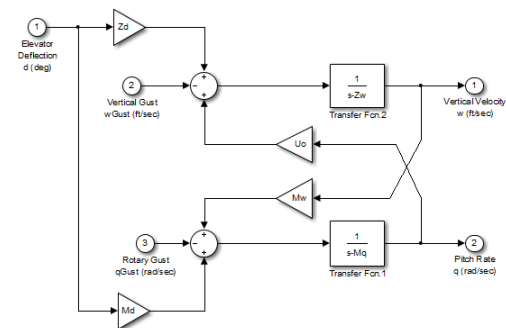 1
Elevator
Deflection
d (deg)
Zd
2
Vertical Gust
wGust (ft/sec)
+
−
+
1
s-Zw
Transfer Fcn.2
1
Vertical Velocity
w (ft/sec)
Uo
Mw
3
Rotary Gust
qGust (rad/sec)
+
−
+
1
s-Mq
Transfer Fcn.1
2
Pitch Rate
q (rad/sec)
Md